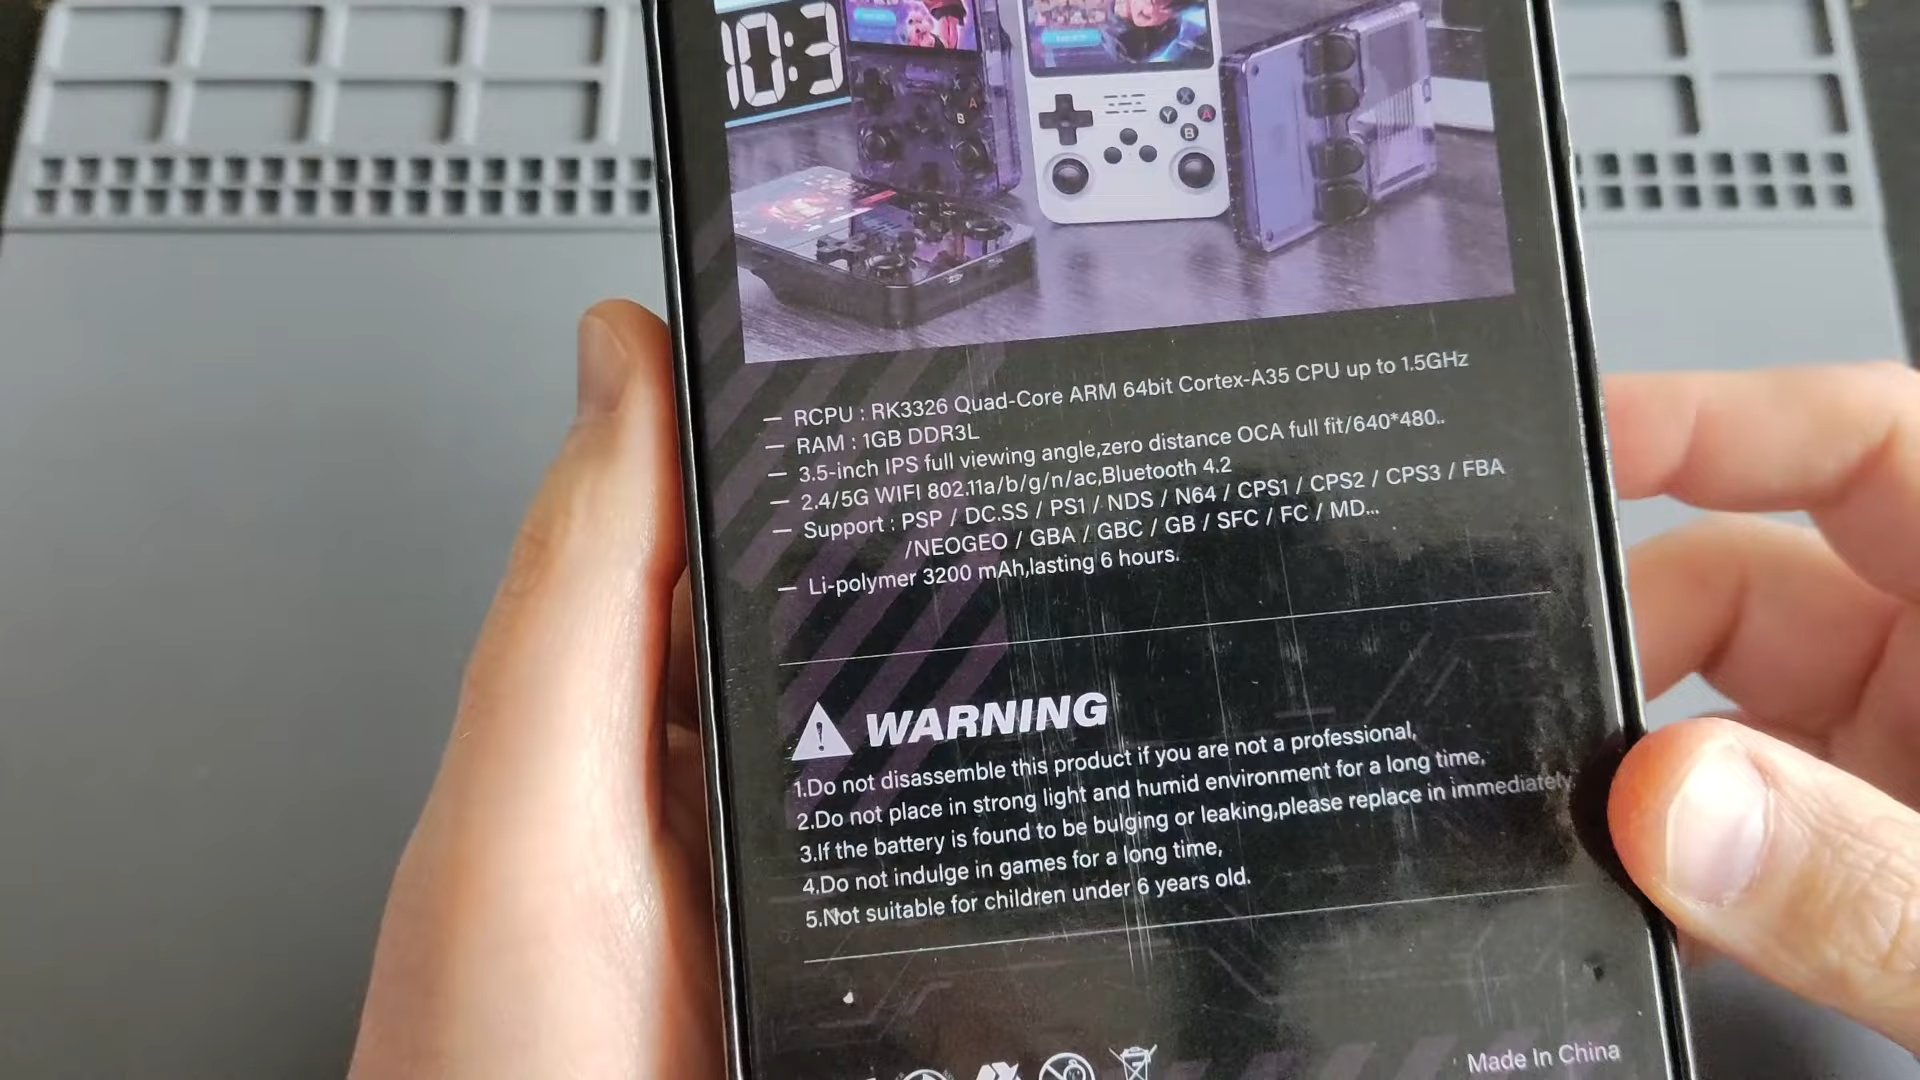 10:3
— RCPU : RK3326 Quad-Core ARM 64bit Cortex-A35 CPU up to 1.5GHz
— RAM : 1GB DDR3L
— 3.5-inch IPS full viewing angle,zero distance OCA full fit/640*480..
— 2.4/5G WIFI 802.11a/b/g/n/ac,Bluetooth 4.2
— Support : PSP / DC.SS / PS1 / NDS / N64 / CPS1 / CPS2 / CPS3 / FBA
/NEOGEO / GBA / GBC / GB / SFC / FC / MD...
— Li-polymer 3200 mAh,lasting 6 hours.
WARNING
1.Do not disassemble this product if you are not a professional,
2.Do not place in strong light and humid environment for a long time,
3.If the battery is found to be bulging or leaking,please replace in immediately,
4.Do not indulge in games for a long time,
5.Not suitable for children under 6 years old.
Made In China
X
Y
A
B
X
Y
A
B